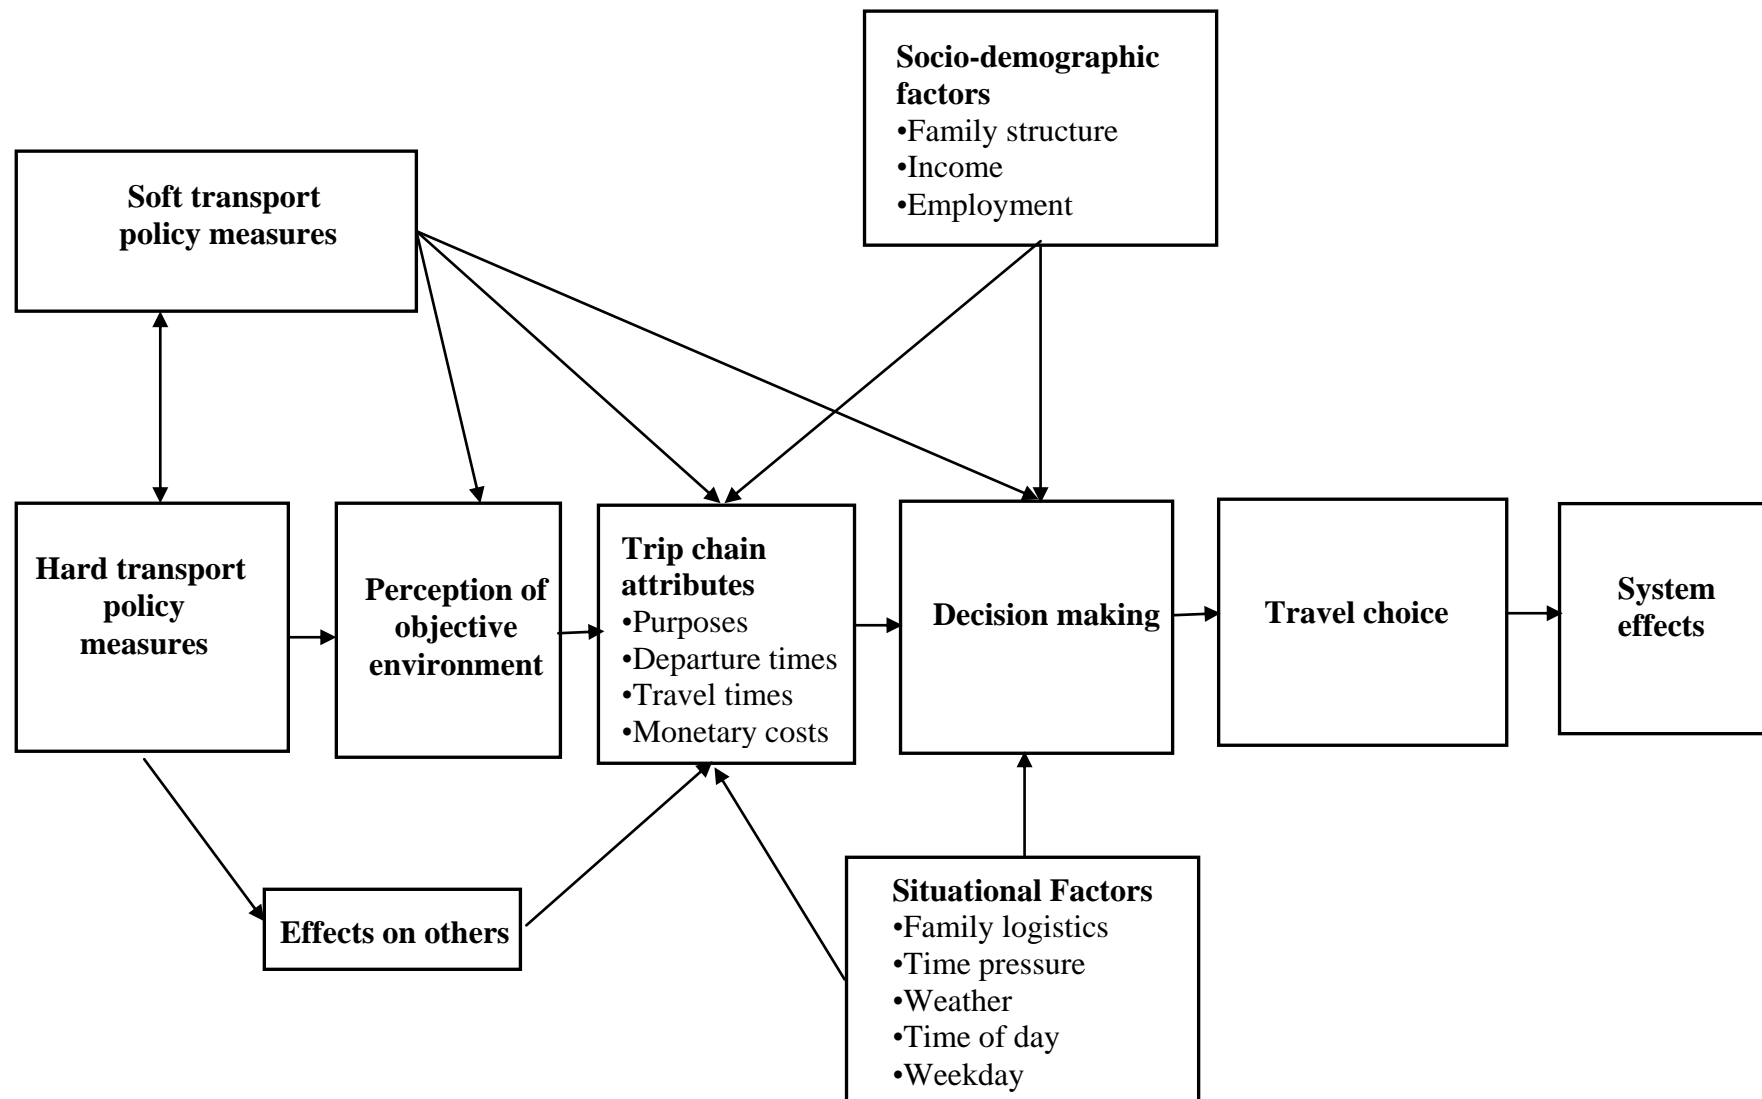 Socio-demographic
factors
•Family structure
•Income
•Employment
Soft transport
policy measures
Hard transport
policy
measures
Perception of
objective
environment
Trip chain
attributes
•Purposes
•Departure times
•Travel times
•Monetary costs
Decision making
Travel choice
System
effects
Effects on others
Situational Factors
•Family logistics
•Time pressure
•Weather
•Time of day
•Weekday